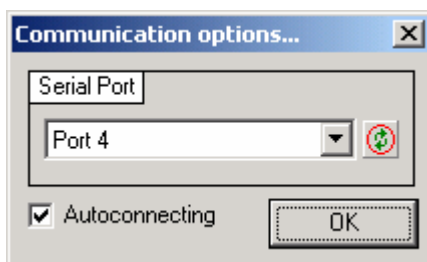 Communication options...
Serial Port
Port 4
Autoconnecting
OK